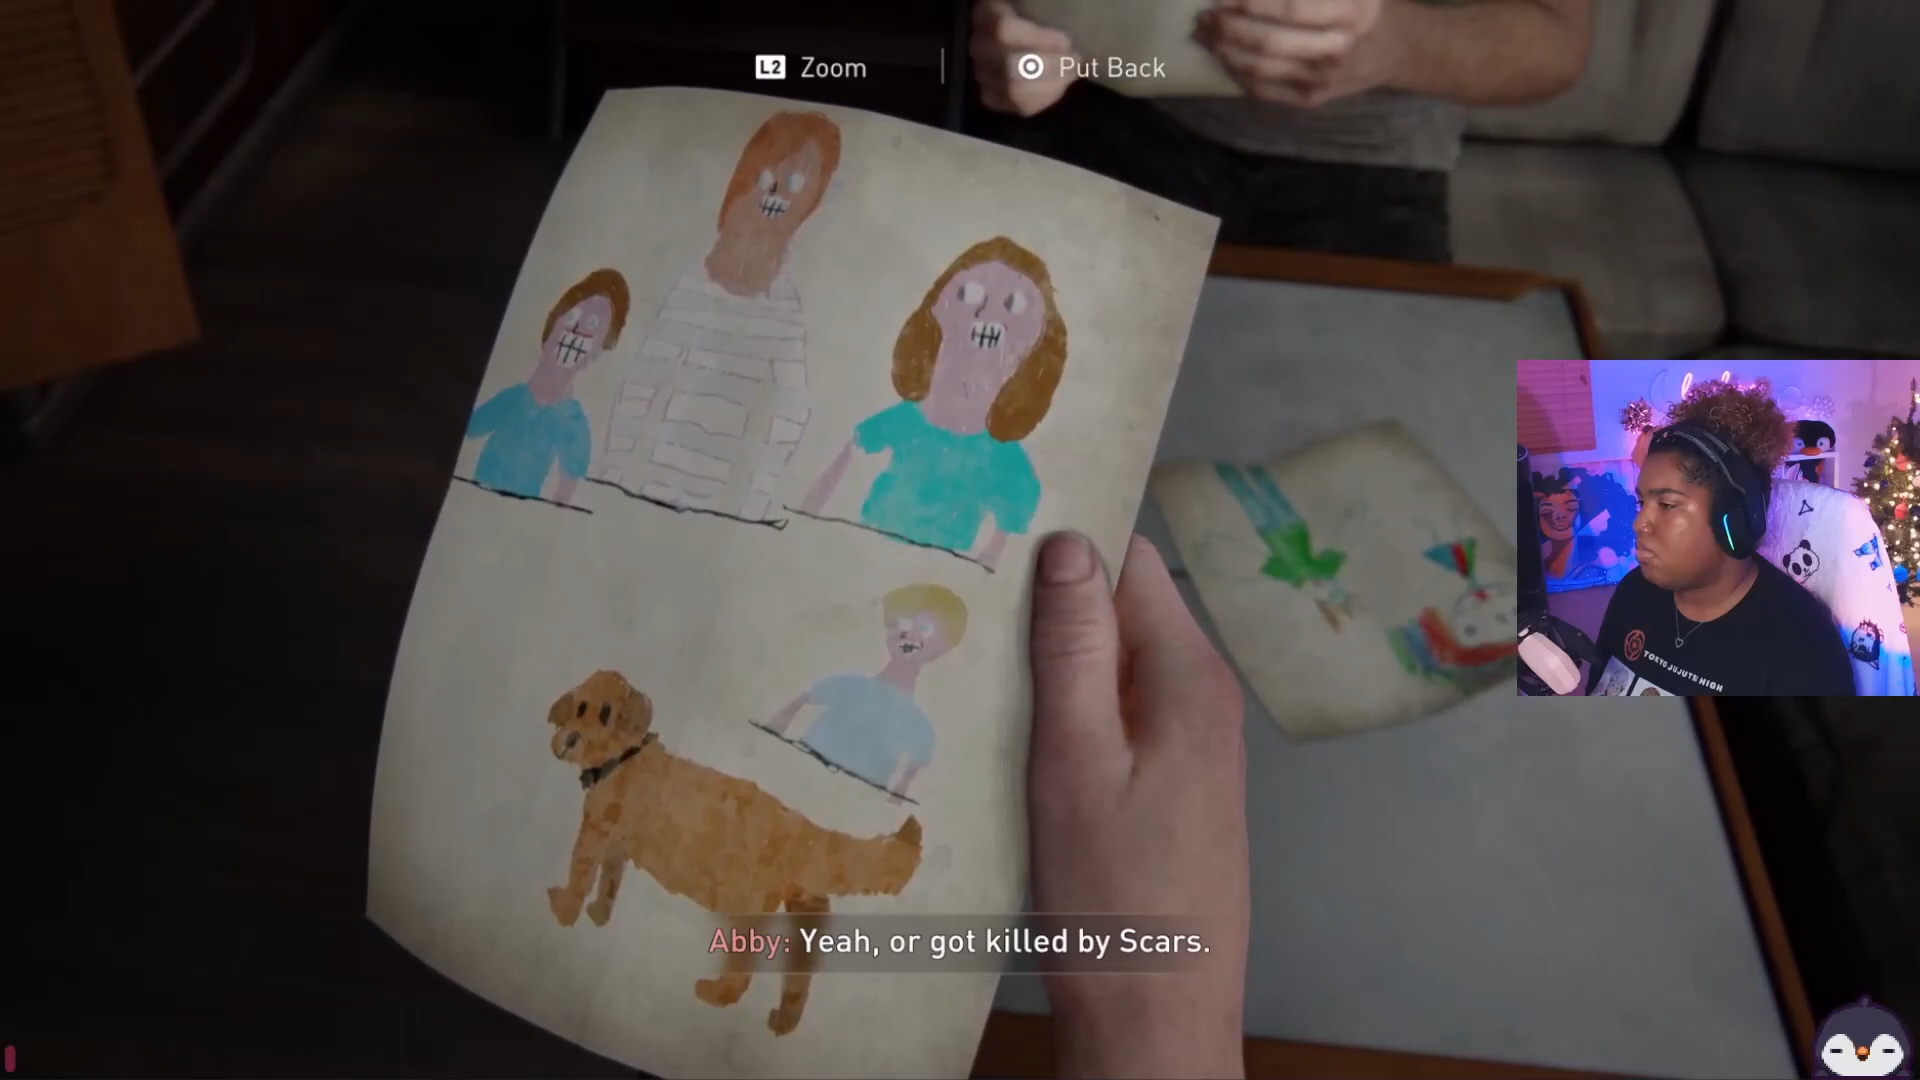 L2 Zoom | Put Back
TOKYO JUJUTSU HIGH
Abby: Yeah, or got killed by Scars.